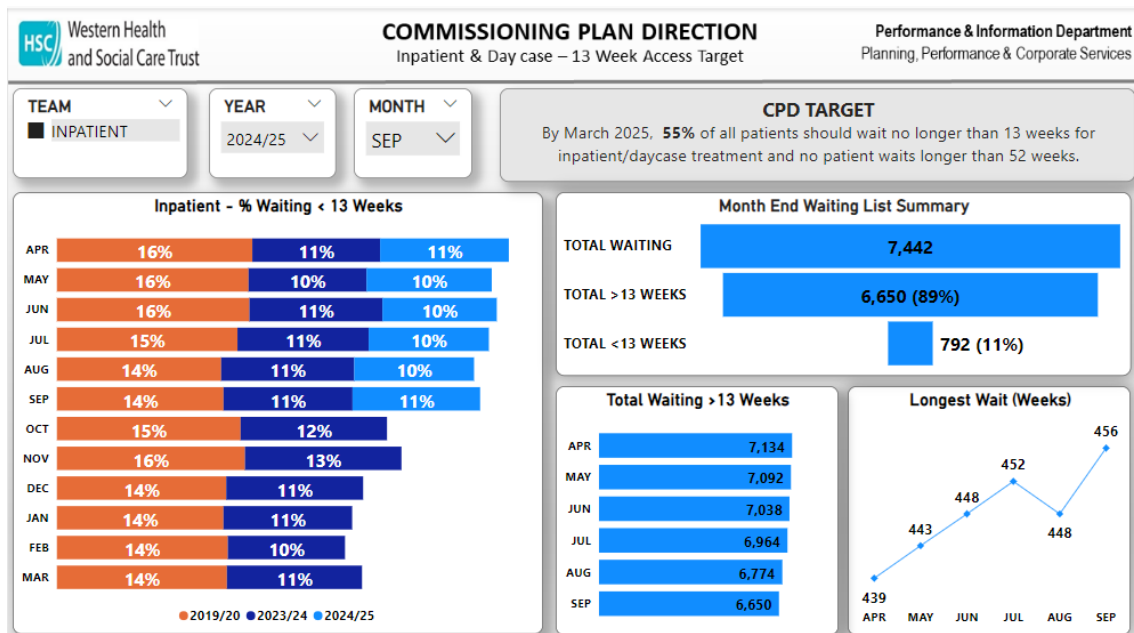 HSC
Western Health
and Social Care Trust
COMMISSIONING PLAN DIRECTION
Inpatient & Day case – 13 Week Access Target
Performance & Information Department
Planning, Performance & Corporate Services
TEAM
INPATIENT
YEAR
2024/25
MONTH
SEP
CPD TARGET
By March 2025, 55% of all patients should wait no longer than 13 weeks for
inpatient/daycase treatment and no patient waits longer than 52 weeks.
Inpatient - % Waiting < 13 Weeks
APR 16% 11% 11%
MAY 16% 10% 10%
JUN 16% 11% 10%
JUL 15% 11% 10%
AUG 14% 11% 10%
SEP 14% 11% 11%
OCT 15% 12%
NOV 16% 13%
DEC 14% 11%
JAN 14% 11%
FEB 14% 10%
MAR 14% 11%
2019/20 2023/24 2024/25
Month End Waiting List Summary
TOTAL WAITING 7,442
TOTAL >13 WEEKS 6,650 (89%)
TOTAL <13 WEEKS 792 (11%)
Total Waiting >13 Weeks
APR 7,134
MAY 7,092
JUN 7,038
JUL 6,964
AUG 6,774
SEP 6,650
Longest Wait (Weeks)
439 443 448 452 448 456
APR MAY JUN JUL AUG SEP